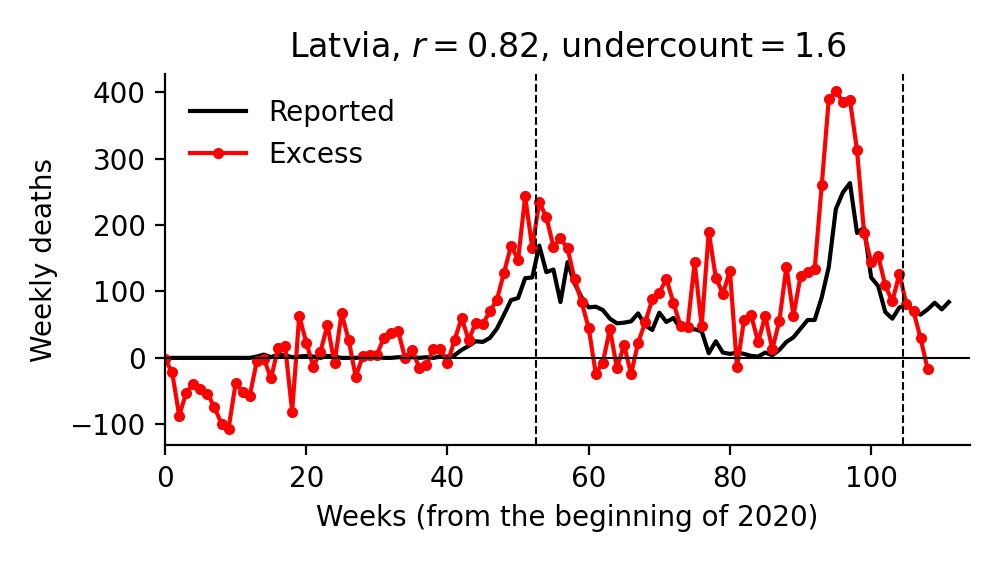 Latvia, r = 0.82, undercount = 1.6
Reported
Excess
Weekly deaths
400
300
200
100
0
−100
0 20 40 60 80 100
Weeks (from the beginning of 2020)